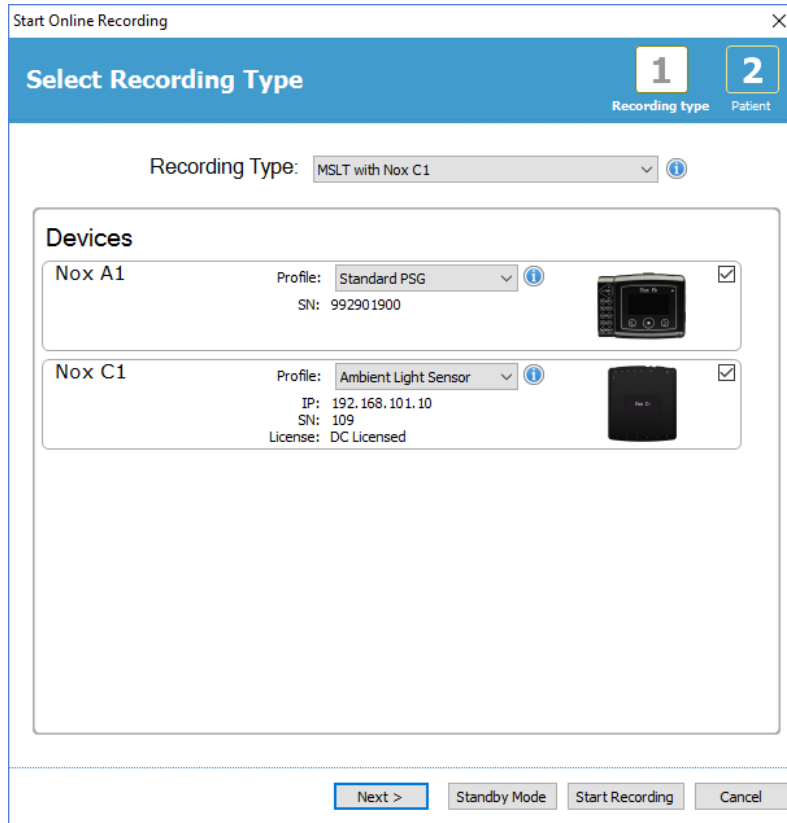 Start Online Recording
Select Recording Type
1
Recording type
2
Patient
Recording Type: MSLT with Nox C1
Devices
Nox A1
Profile: Standard PSG
SN: 992901900
Nox C1
Profile: Ambient Light Sensor
IP: 192.168.101.10
SN: 109
License: DC Licensed
Nox C1
Next >
Standby Mode
Start Recording
Cancel